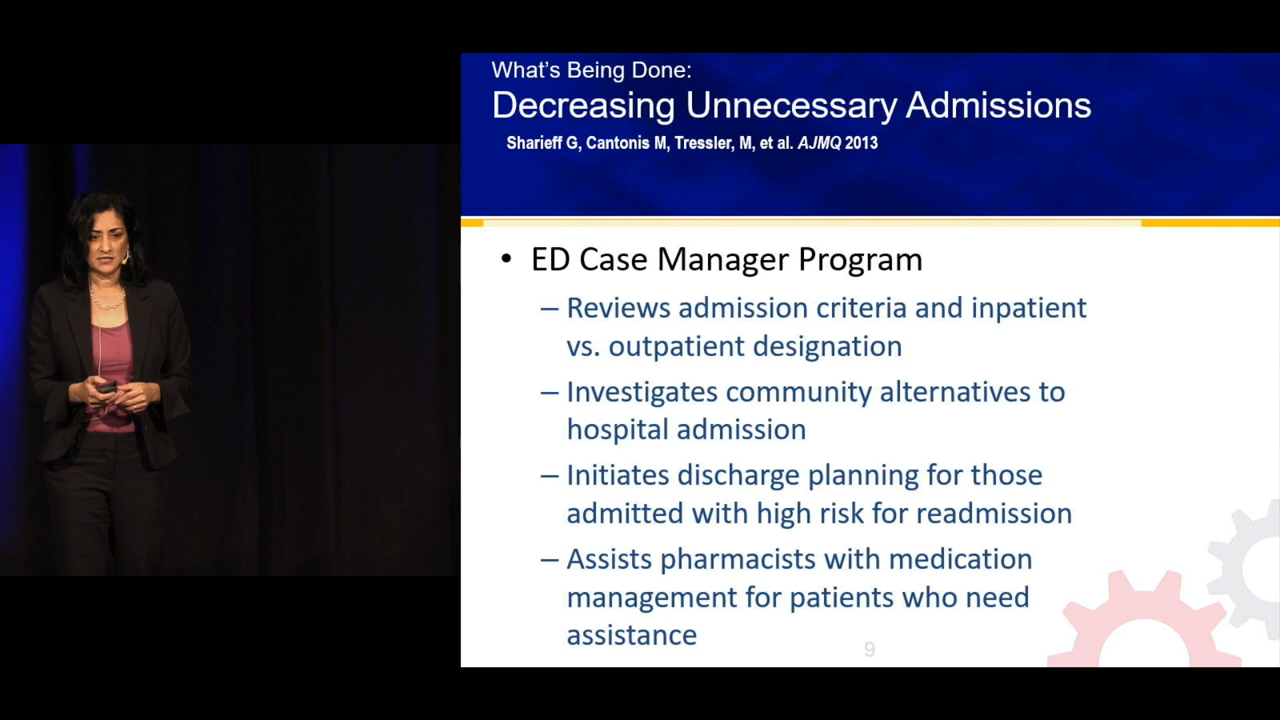 What's Being Done:
Decreasing Unnecessary Admissions
Sharieff G, Cantonis M, Tressler, M, et al. AJMQ 2013
• ED Case Manager Program
– Reviews admission criteria and inpatient
vs. outpatient designation
– Investigates community alternatives to
hospital admission
– Initiates discharge planning for those
admitted with high risk for readmission
– Assists pharmacists with medication
management for patients who need
assistance
9